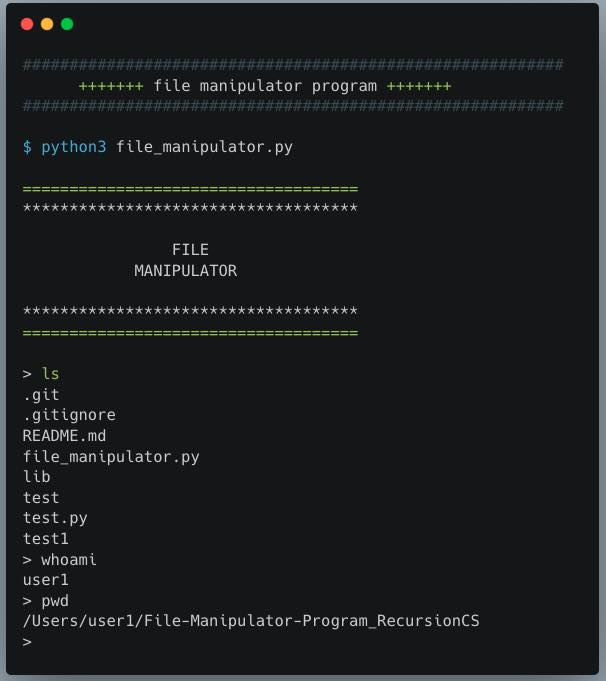 ##########################################################
+++++++ file manipulator program +++++++
##########################################################
$ python3 file_manipulator.py
====================================
************************************
FILE
MANIPULATOR
************************************
====================================
> ls
.git
.gitignore
README.md
file_manipulator.py
lib
test
test.py
test1
> whoami
user1
> pwd
/Users/user1/File-Manipulator-Program_RecursionCS
>